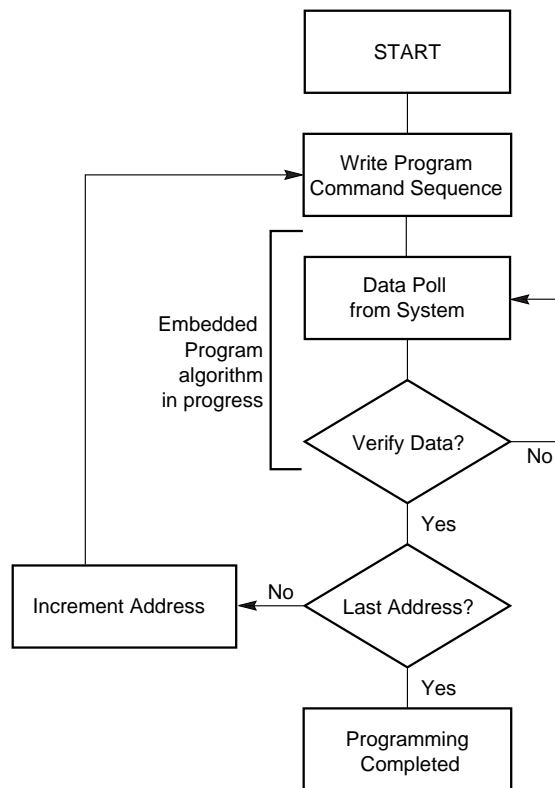 START
Write Program
Command Sequence
Data Poll
from System
Embedded
Program
algorithm
in progress
Verify Data?
No
Yes
Increment Address
No
Last Address?
Yes
Programming
Completed